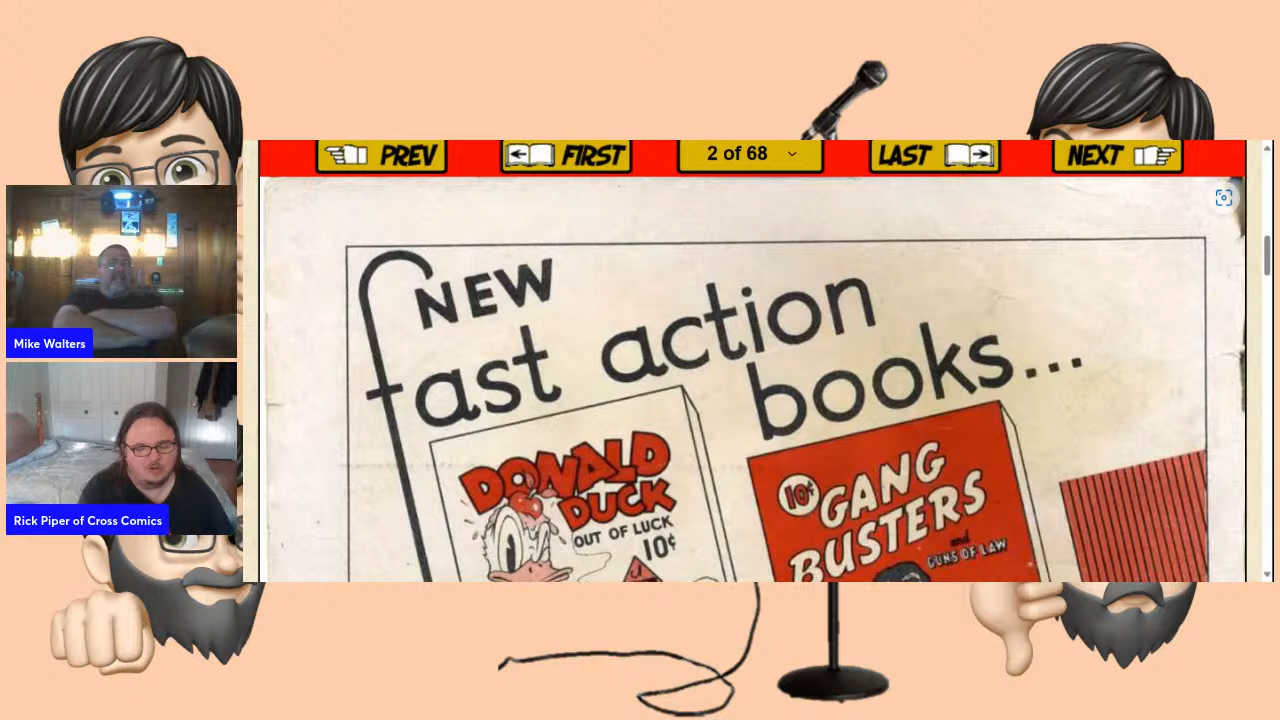 PREV
FIRST
2 of 68
LAST
NEXT
NEW
fast action
books...
DONALD
DUCK
OUT OF LUCK
10¢
10¢
GANG
BUSTERS
and
GUNS OF LAW
Mike Walters
Rick Piper of Cross Comics